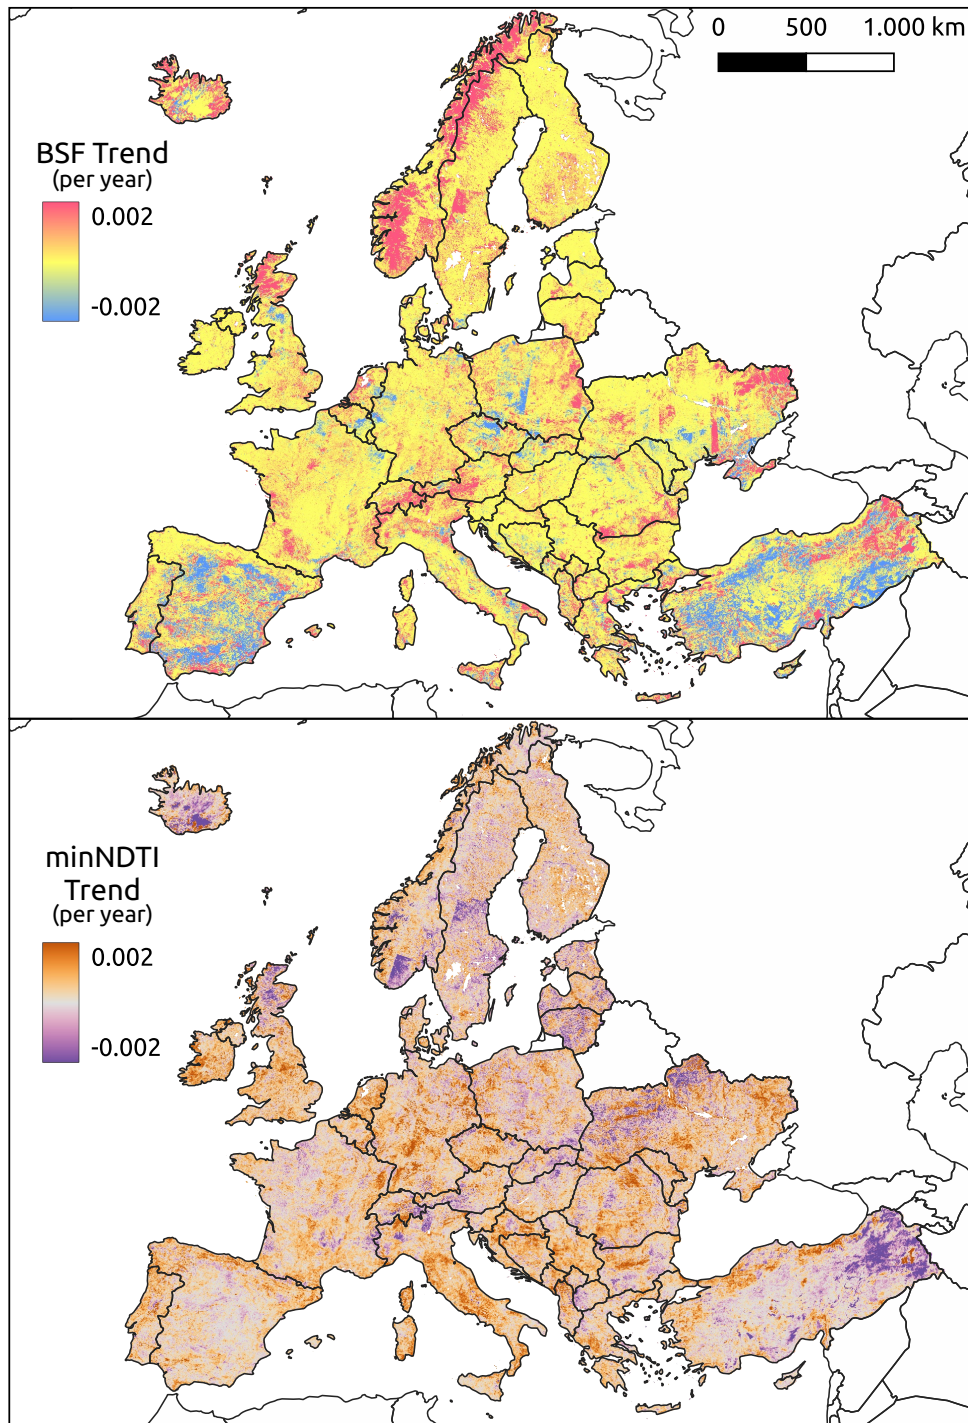 0 500 1.000 km
BSF Trend
(per year)
0.002
-0.002
minNDTI
Trend
(per year)
0.002
-0.002